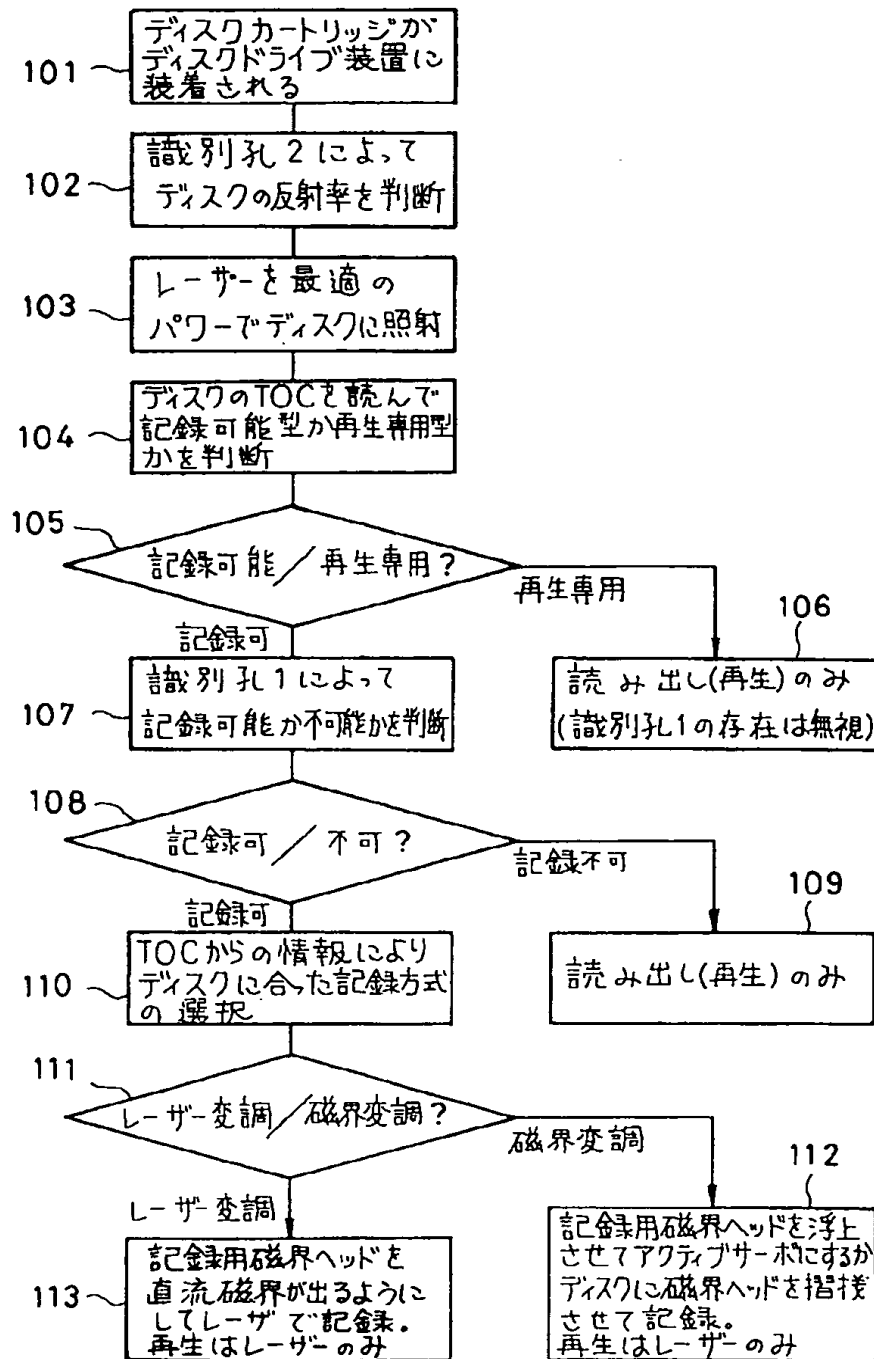 ディスクカートリッジが
ディスクドライブ装置に
装着される
101
識別孔2によって
ディスクの反射率を判断
102
レーザーを最適の
パワーでディスクに照射
103
ディスクのTOCを読んで
記録可能型か再生専用型
かを判断
104
105
記録可能/再生専用?
再生専用
記録可
106
読み出し(再生)のみ
(識別孔1の存在は無視)
識別孔1によって
記録可能か不可能かを判断
107
108
記録可/不可?
記録不可
記録可
109
読み出し(再生)のみ
TOCからの情報により
ディスクに合った記録方式
の選択
110
111
レーザー変調/磁界変調?
磁界変調
レーザー変調
112
記録用磁界ヘッドを浮上
させてアクティブサーボにするか
ディスクに磁界ヘッドを摺接
させて記録。
再生はレーザーのみ
記録用磁界ヘッドを
直流磁界が出るように
してレーザで記録。
再生はレーザーのみ
113